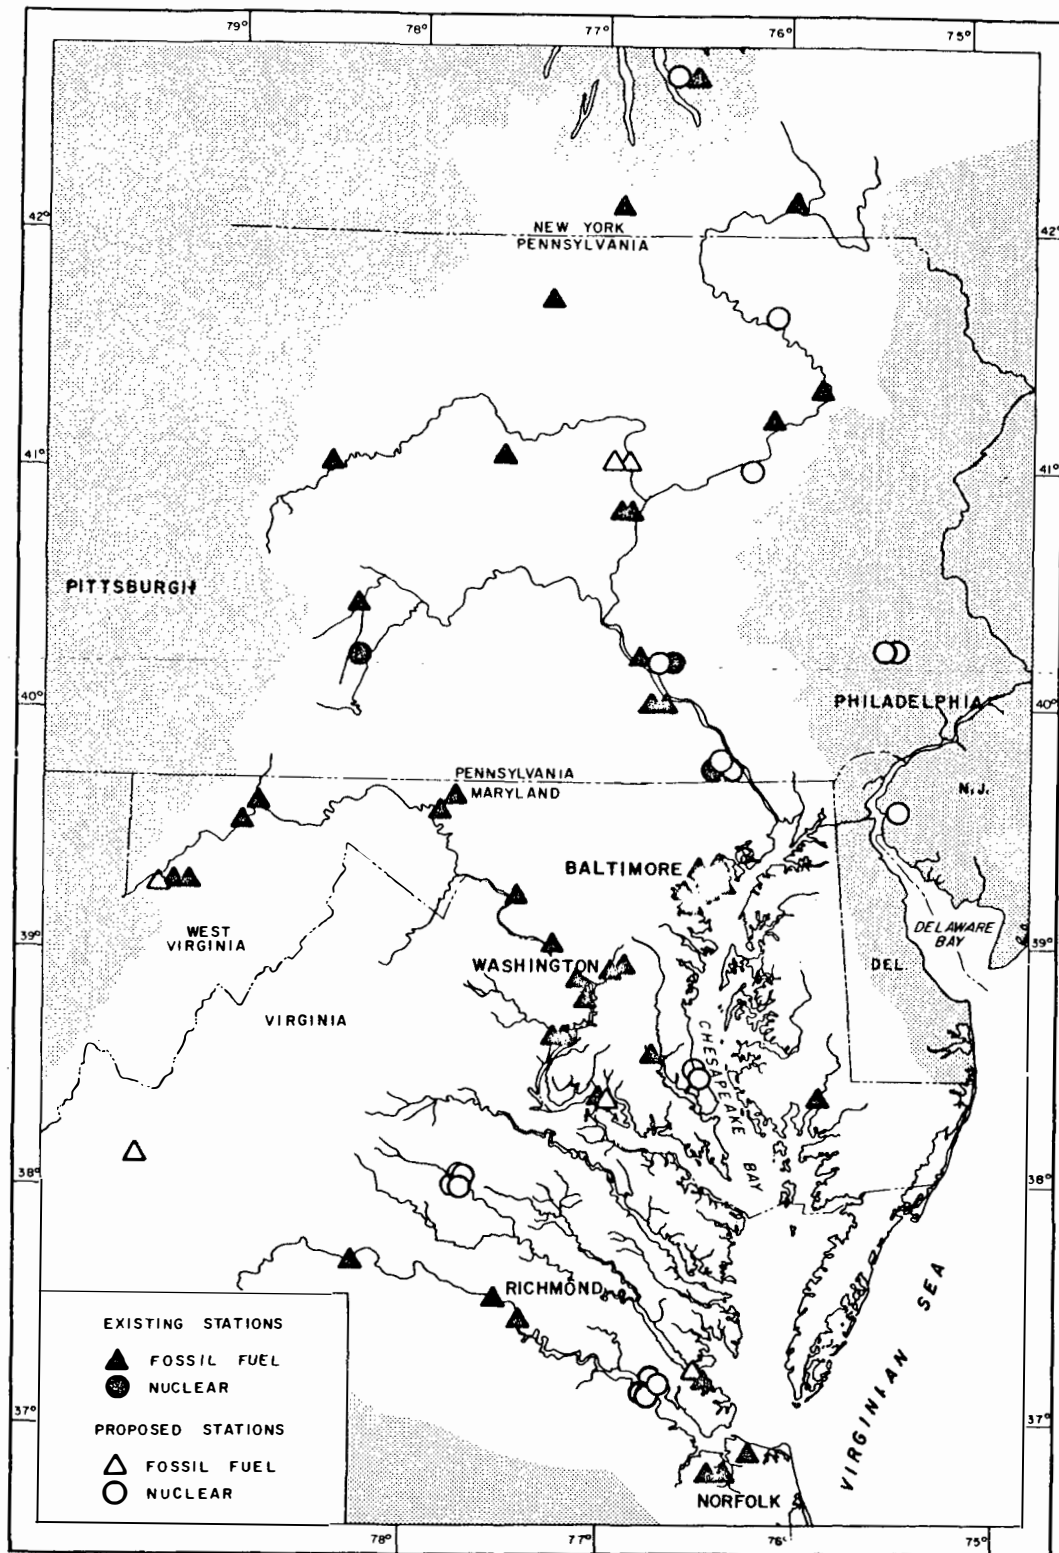 79° 78° 77° 76° 75°
42° 42°
NEW YORK
PENNSYLVANIA
41° 41°
PITTSBURGH
40° 40°
PHILADELPHIA
PENNSYLVANIA
MARYLAND
N.J.
BALTIMORE
WEST
VIRGINIA
DELAWARE
BAY
39° 39°
WASHINGTON
DEL.
VIRGINIA
CHESAPEAKE
BAY
38° 38°
RICHMOND
VIRGINIAN SEA
EXISTING STATIONS
FOSSIL FUEL
NUCLEAR
PROPOSED STATIONS
FOSSIL FUEL
NUCLEAR
37° 37°
NORFOLK
78° 77° 76° 75°